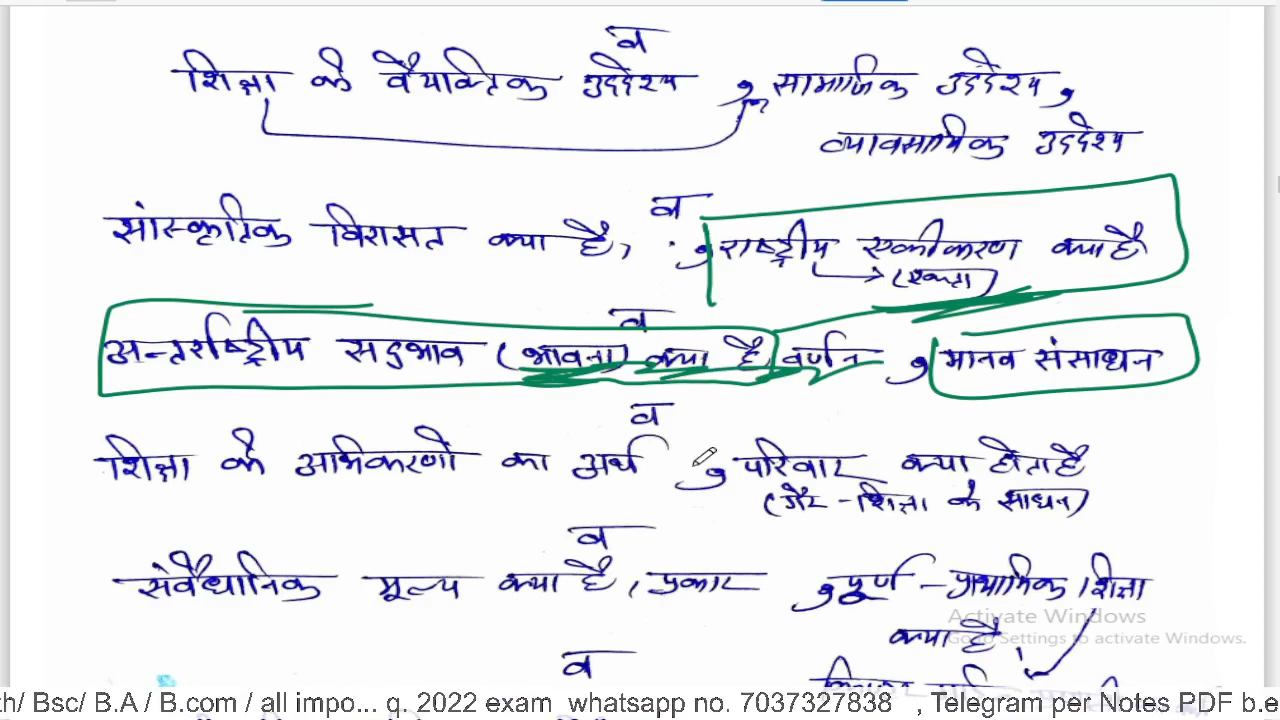 व
शिक्षा के वैयक्तिक उद्देश्य , सामाजिक उद्देश्य,
व्यावसायिक उद्देश्य
व
सांस्कृतिक विरासत क्या है, , राष्ट्रीय एकीकरण क्या है
(एकता)
व
अन्तर्राष्ट्रीय सदुभाव (भावना) क्या है, वर्णन , मानव संसाधन
व
शिक्षा के अभिकरणो का अर्थ , परिवार क्या होता है
(गैर - शिक्षा के साधन)
व
संवैधानिक मूल्य क्या है, प्रकार , पूर्ण - प्राथमिक शिक्षा
Activate Windows
क्या है
Go to Settings to activate Windows.
व
th/ Bsc/ B.A / B.com / all impo... q. 2022 exam whatsapp no. 7037327838 , Telegram per Notes PDF b.e